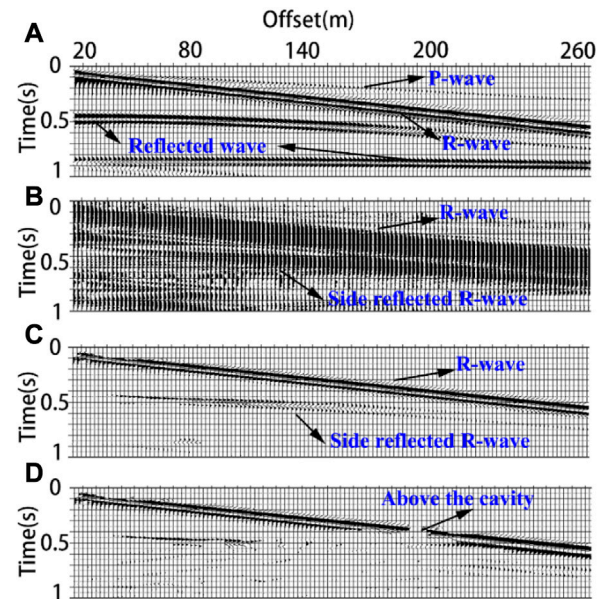 Offset(m)
A
20 80 140 200 260
0
P-wave
Time(s)
0.5
Reflected wave
R-wave
1
B
0
R-wave
Time(s)
0.5
Side reflected R-wave
1
C
0
R-wave
Time(s)
0.5
Side reflected R-wave
1
D
0
Above the cavity
Time(s)
0.5
1